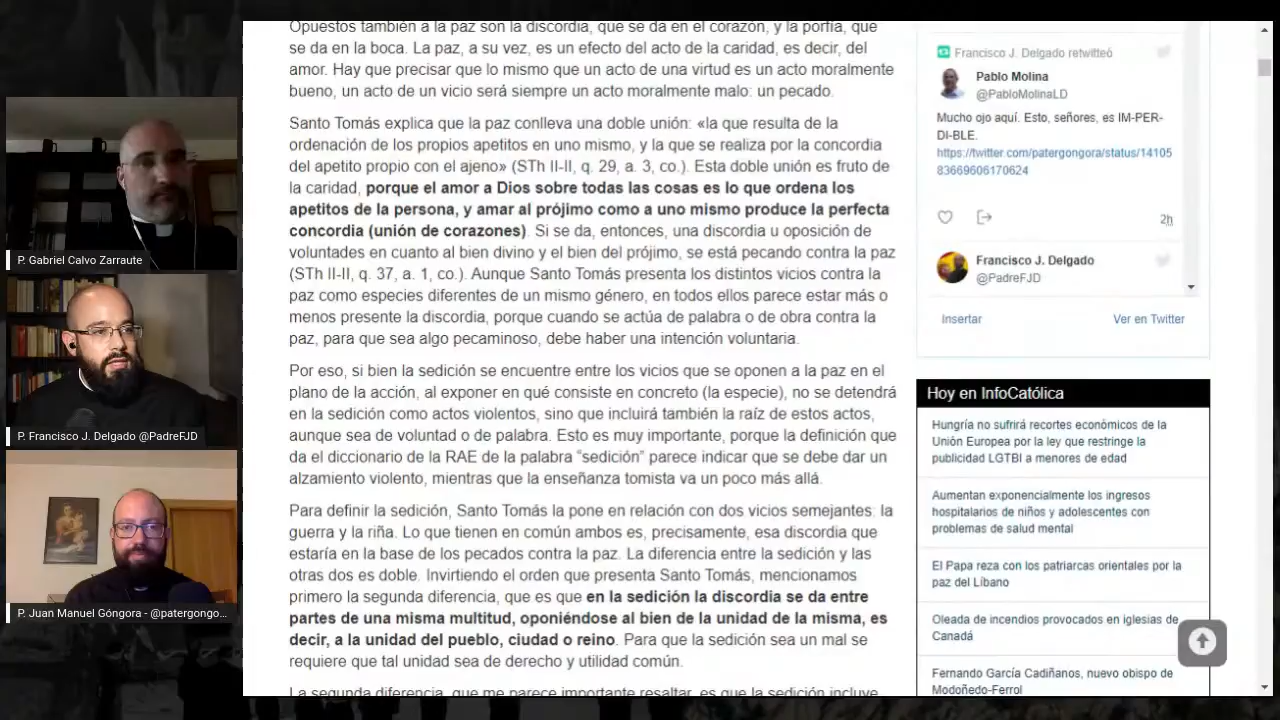 P. Gabriel Calvo Zarraute
P. Francisco J. Delgado @PadreFJD
P. Juan Manuel Góngora - @patergongo...
Opuestos también a la paz son la discordia, que se da en el corazón, y la porfía, que
se da en la boca. La paz, a su vez, es un efecto del acto de la caridad, es decir, del
amor. Hay que precisar que lo mismo que un acto de una virtud es un acto moralmente
bueno, un acto de un vicio será siempre un acto moralmente malo: un pecado.
Santo Tomás explica que la paz conlleva una doble unión: «la que resulta de la
ordenación de los propios apetitos en uno mismo, y la que se realiza por la concordia
del apetito propio con el ajeno» (STh II-II, q. 29, a. 3, co.). Esta doble unión es fruto de
la caridad, porque el amor a Dios sobre todas las cosas es lo que ordena los
apetitos de la persona, y amar al prójimo como a uno mismo produce la perfecta
concordia (unión de corazones). Si se da, entonces, una discordia u oposición de
voluntades en cuanto al bien divino y el bien del prójimo, se está pecando contra la paz
(STh II-II, q. 37, a. 1, co.). Aunque Santo Tomás presenta los distintos vicios contra la
paz como especies diferentes de un mismo género, en todos ellos parece estar más o
menos presente la discordia, porque cuando se actúa de palabra o de obra contra la
paz, para que sea algo pecaminoso, debe haber una intención voluntaria.
Por eso, si bien la sedición se encuentre entre los vicios que se oponen a la paz en el
plano de la acción, al exponer en qué consiste en concreto (la especie), no se detendrá
en la sedición como actos violentos, sino que incluirá también la raíz de estos actos,
aunque sea de voluntad o de palabra. Esto es muy importante, porque la definición que
da el diccionario de la RAE de la palabra “sedición” parece indicar que se debe dar un
alzamiento violento, mientras que la enseñanza tomista va un poco más allá.
Para definir la sedición, Santo Tomás la pone en relación con dos vicios semejantes: la
guerra y la riña. Lo que tienen en común ambos es, precisamente, esa discordia que
estaría en la base de los pecados contra la paz. La diferencia entre la sedición y las
otras dos es doble. Invirtiendo el orden que presenta Santo Tomás, mencionamos
primero la segunda diferencia, que es que en la sedición la discordia se da entre
partes de una misma multitud, oponiéndose al bien de la unidad de la misma, es
decir, a la unidad del pueblo, ciudad o reino. Para que la sedición sea un mal se
requiere que tal unidad sea de derecho y utilidad común.
La segunda diferencia, que me parece importante resaltar, es que la sedición incluye
Francisco J. Delgado retwitteó
Pablo Molina
@PabloMolinaLD
Mucho ojo aquí. Esto, señores, es IM-PER-
DI-BLE.
https://twitter.com/patergongora/status/14105
83669606170624
2h
Francisco J. Delgado
@PadreFJD
Insertar Ver en Twitter
Hoy en InfoCatólica
Hungría no sufrirá recortes económicos de la
Unión Europea por la ley que restringe la
publicidad LGTBI a menores de edad
Aumentan exponencialmente los ingresos
hospitalarios de niños y adolescentes con
problemas de salud mental
El Papa reza con los patriarcas orientales por la
paz del Líbano
Oleada de incendios provocados en iglesias de
Canadá
Fernando García Cadiñanos, nuevo obispo de
Modoñedo-Ferrol